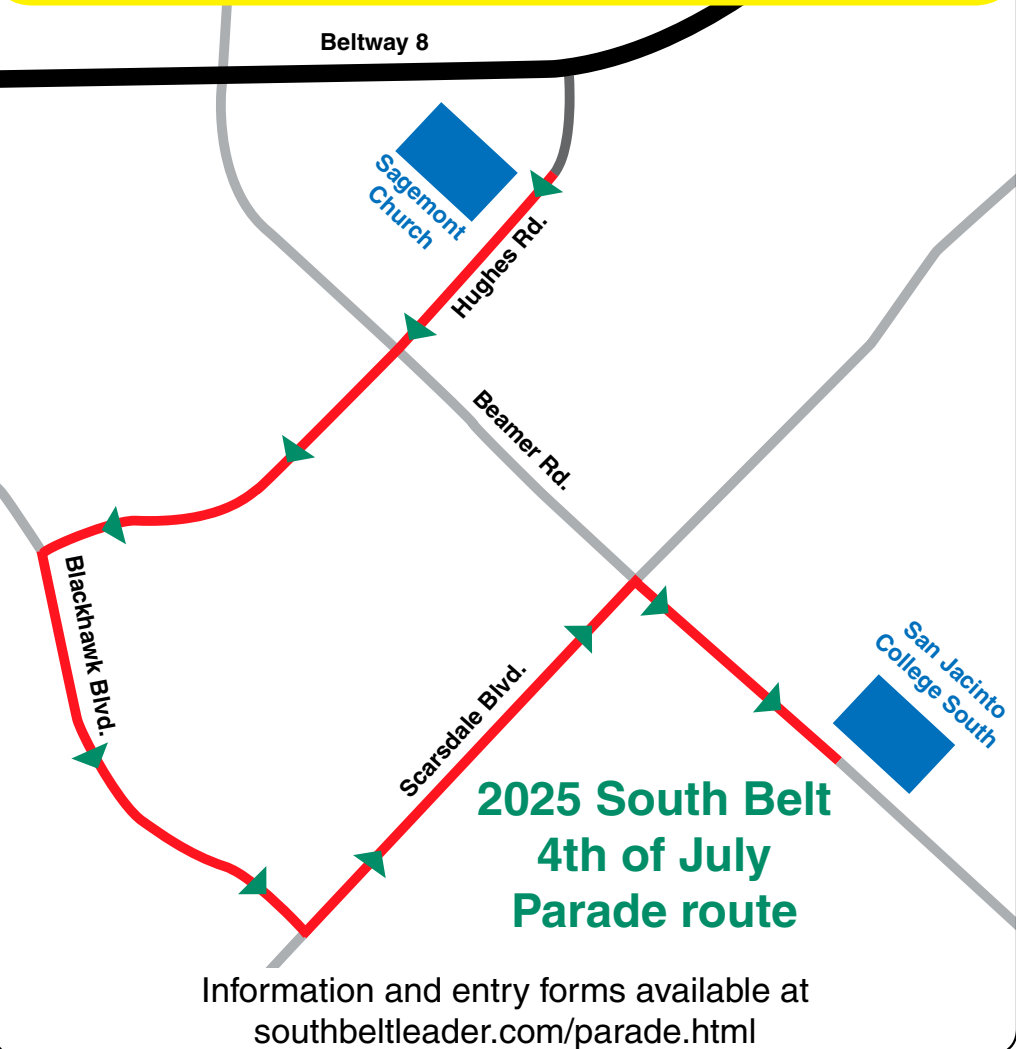 Beltway 8
Sagemont
Church
Hughes Rd.
Beamer Rd.
Blackhawk Blvd.
Scarsdale Blvd.
San Jacinto
College South
2025 South Belt
4th of July
Parade route
Information and entry forms available at
southbeltleader.com/parade.html